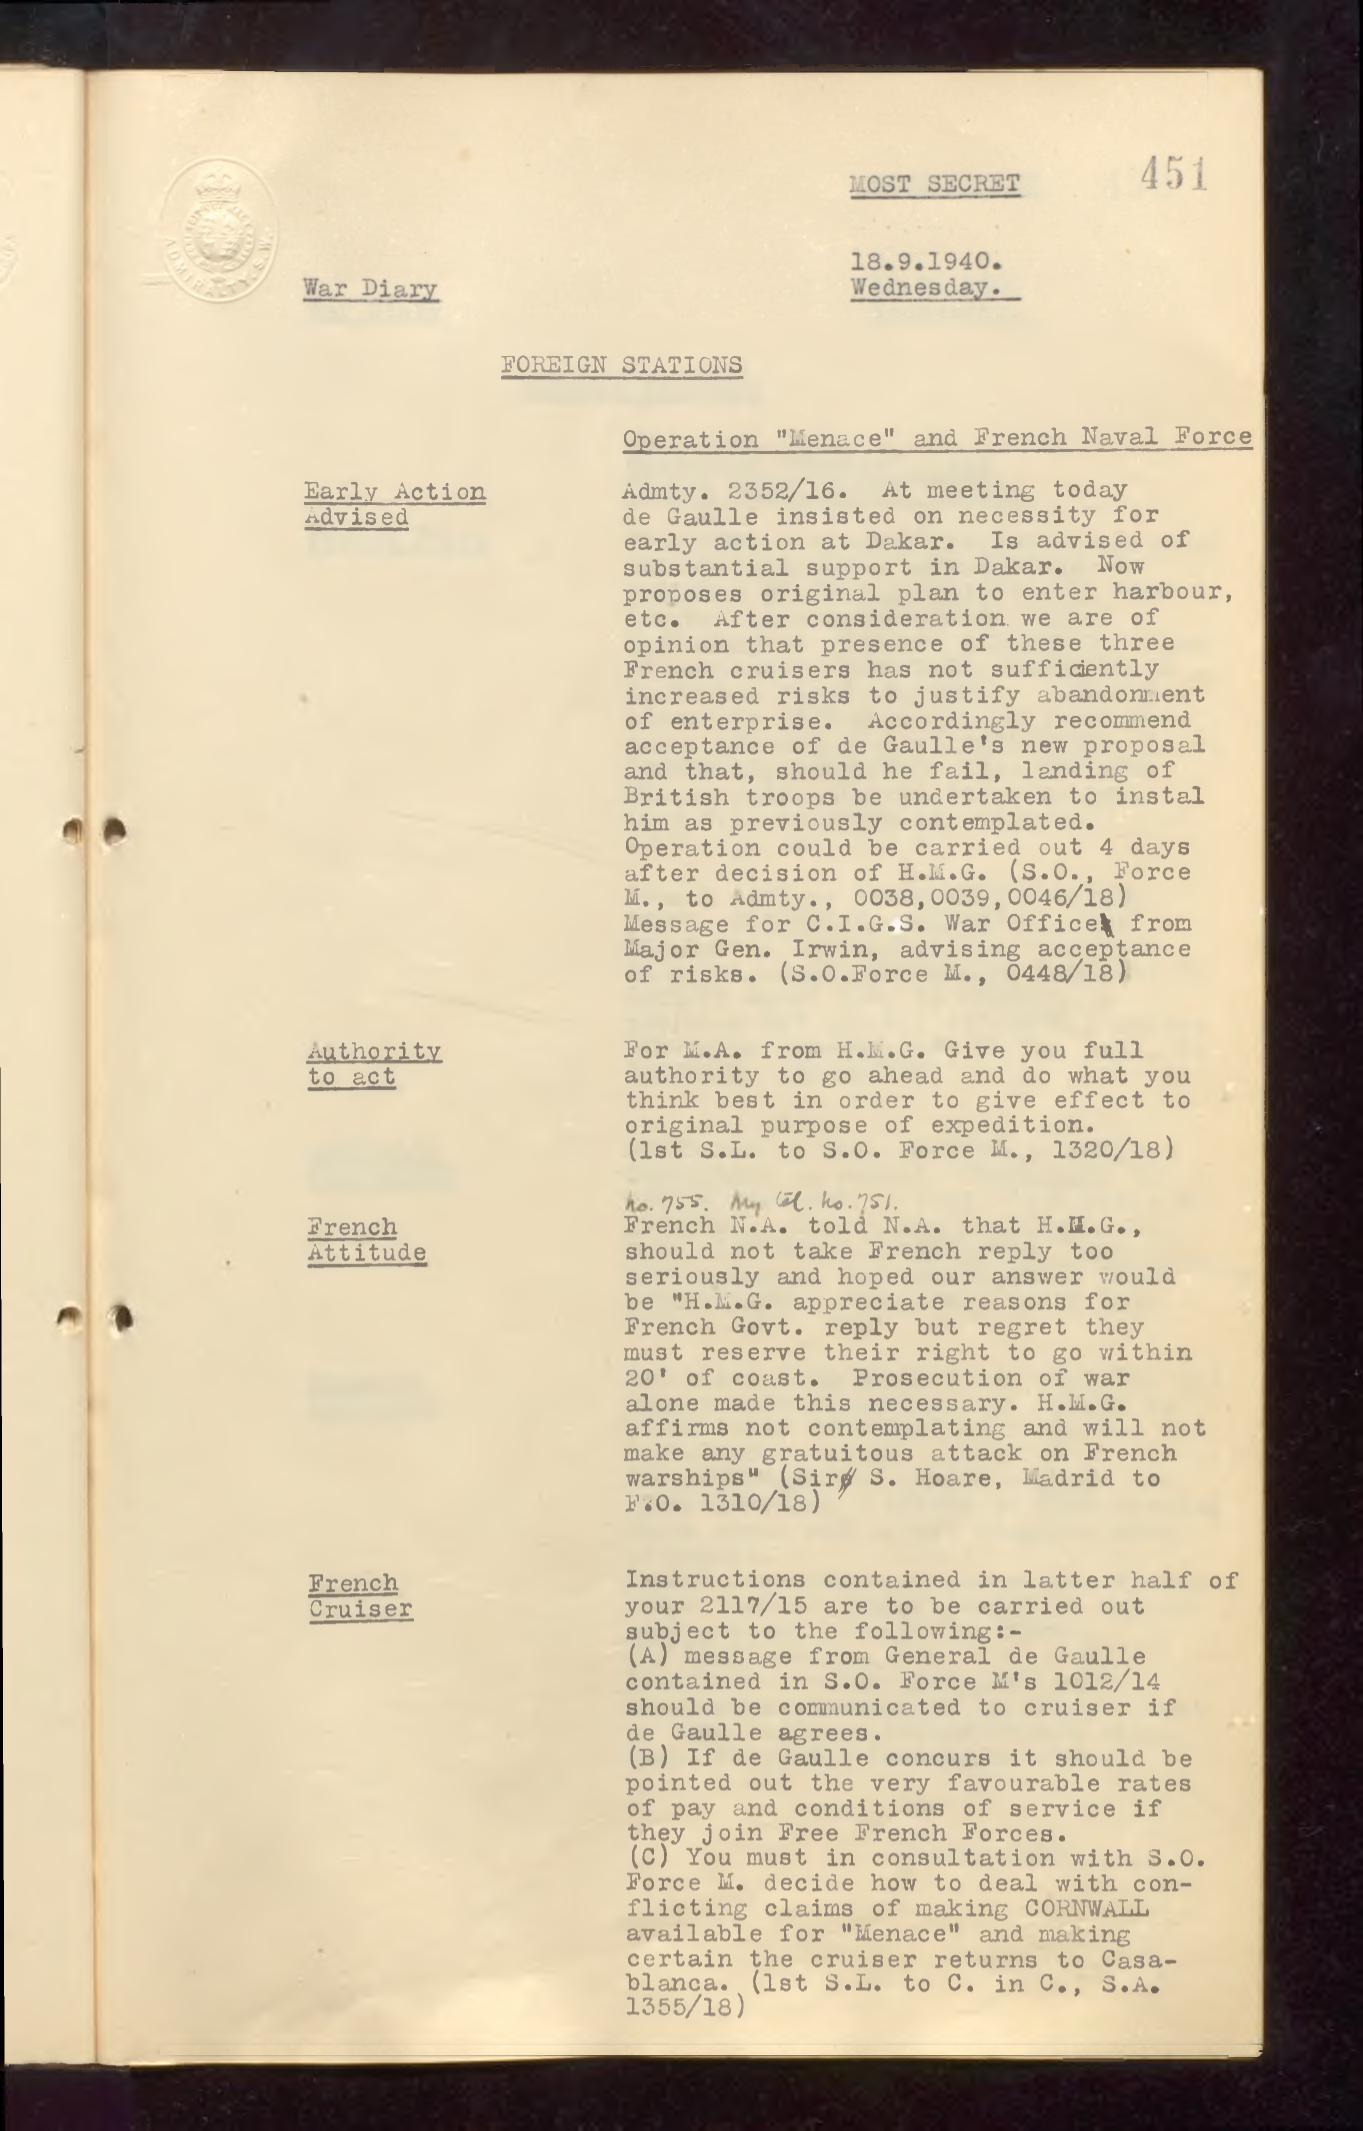 MOST SECRET
451
ADMIRALTY S.W.
18.9.1940.
War Diary
Wednesday.
FOREIGN STATIONS
Operation "Menace" and French Naval Force
Early Action
Advised
Admty. 2352/16. At meeting today
de Gaulle insisted on necessity for
early action at Dakar. Is advised of
substantial support in Dakar. Now
proposes original plan to enter harbour,
etc. After consideration we are of
opinion that presence of these three
French cruisers has not sufficiently
increased risks to justify abandonment
of enterprise. Accordingly recommend
acceptance of de Gaulle's new proposal
and that, should he fail, landing of
British troops be undertaken to instal
him as previously contemplated.
Operation could be carried out 4 days
after decision of H.M.G. (S.O., Force
M., to Admty., 0038,0039,0046/18)
Message for C.I.G.S. War Office from
Major Gen. Irwin, advising acceptance
of risks. (S.O.Force M., 0448/18)
Authority
to act
For M.A. from H.M.G. Give you full
authority to go ahead and do what you
think best in order to give effect to
original purpose of expedition.
(1st S.L. to S.O. Force M., 1320/18)
No. 755. My tel. No. 751.
French
Attitude
French N.A. told N.A. that H.M.G.,
should not take French reply too
seriously and hoped our answer would
be "H.M.G. appreciate reasons for
French Govt. reply but regret they
must reserve their right to go within
20' of coast. Prosecution of war
alone made this necessary. H.M.G.
affirms not contemplating and will not
make any gratuitous attack on French
warships" (Sir S. Hoare, Madrid to
F.O. 1310/18)
French
Cruiser
Instructions contained in latter half of
your 2117/15 are to be carried out
subject to the following:-
(A) message from General de Gaulle
contained in S.O. Force M's 1012/14
should be communicated to cruiser if
de Gaulle agrees.
(B) If de Gaulle concurs it should be
pointed out the very favourable rates
of pay and conditions of service if
they join Free French Forces.
(C) You must in consultation with S.O.
Force M. decide how to deal with con-
flicting claims of making CORNWALL
available for "Menace" and making
certain the cruiser returns to Casa-
blanca. (1st S.L. to C. in C., S.A.
1355/18)